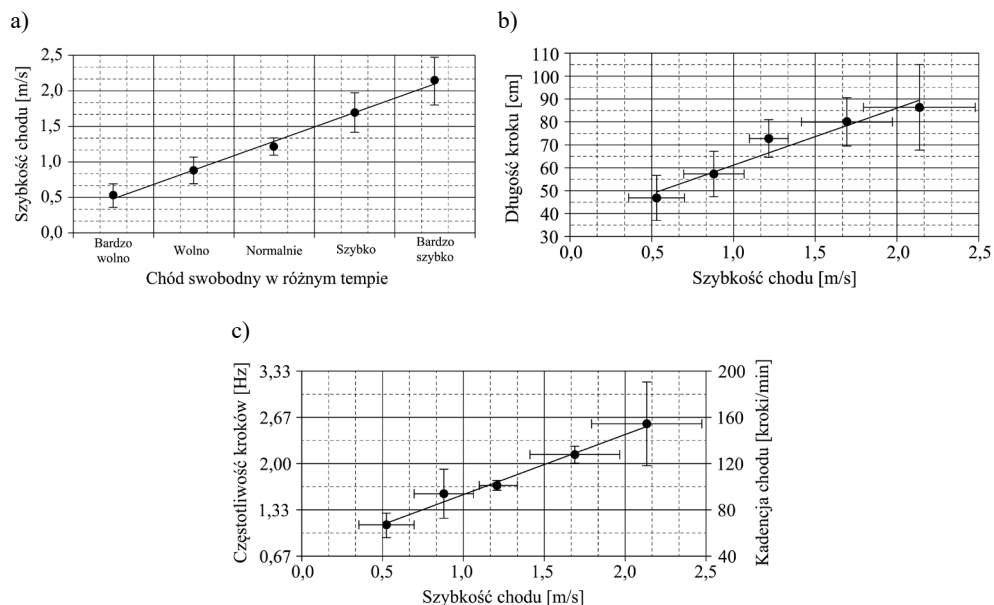 a)
Szybkość chodu [m/s]
2,5
2,0
1,5
1,0
0,5
0,0
Bardzo wolno
Wolno
Normalnie
Szybko
Bardzo szybko
Chód swobodny w różnym tempie
b)
Długość kroku [cm]
110
100
90
80
70
60
50
40
30
0,0 0,5 1,0 1,5 2,0 2,5
Szybkość chodu [m/s]
c)
Częstotliwość kroków [Hz]
3,33
2,67
2,00
1,33
0,67
200
160
120
80
40
Kadencja chodu [kroki/min]
0,0 0,5 1,0 1,5 2,0 2,5
Szybkość chodu [m/s]